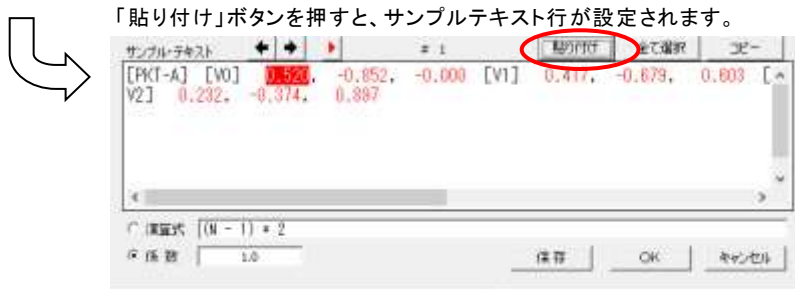 「貼り付け」ボタンを押すと、サンプルテキスト行が設定されます。
サンプル・テキスト # 1 貼り付け 全て選択 コピー
[PKT-A] [V0] 0.520, -0.852, -0.000 [V1] 0.417, -0.679, 0.603 [
V2] 0.232, -0.374, 0.897
演算式 (N - 1) * 2
係数 1.0 保存 OK キャンセル